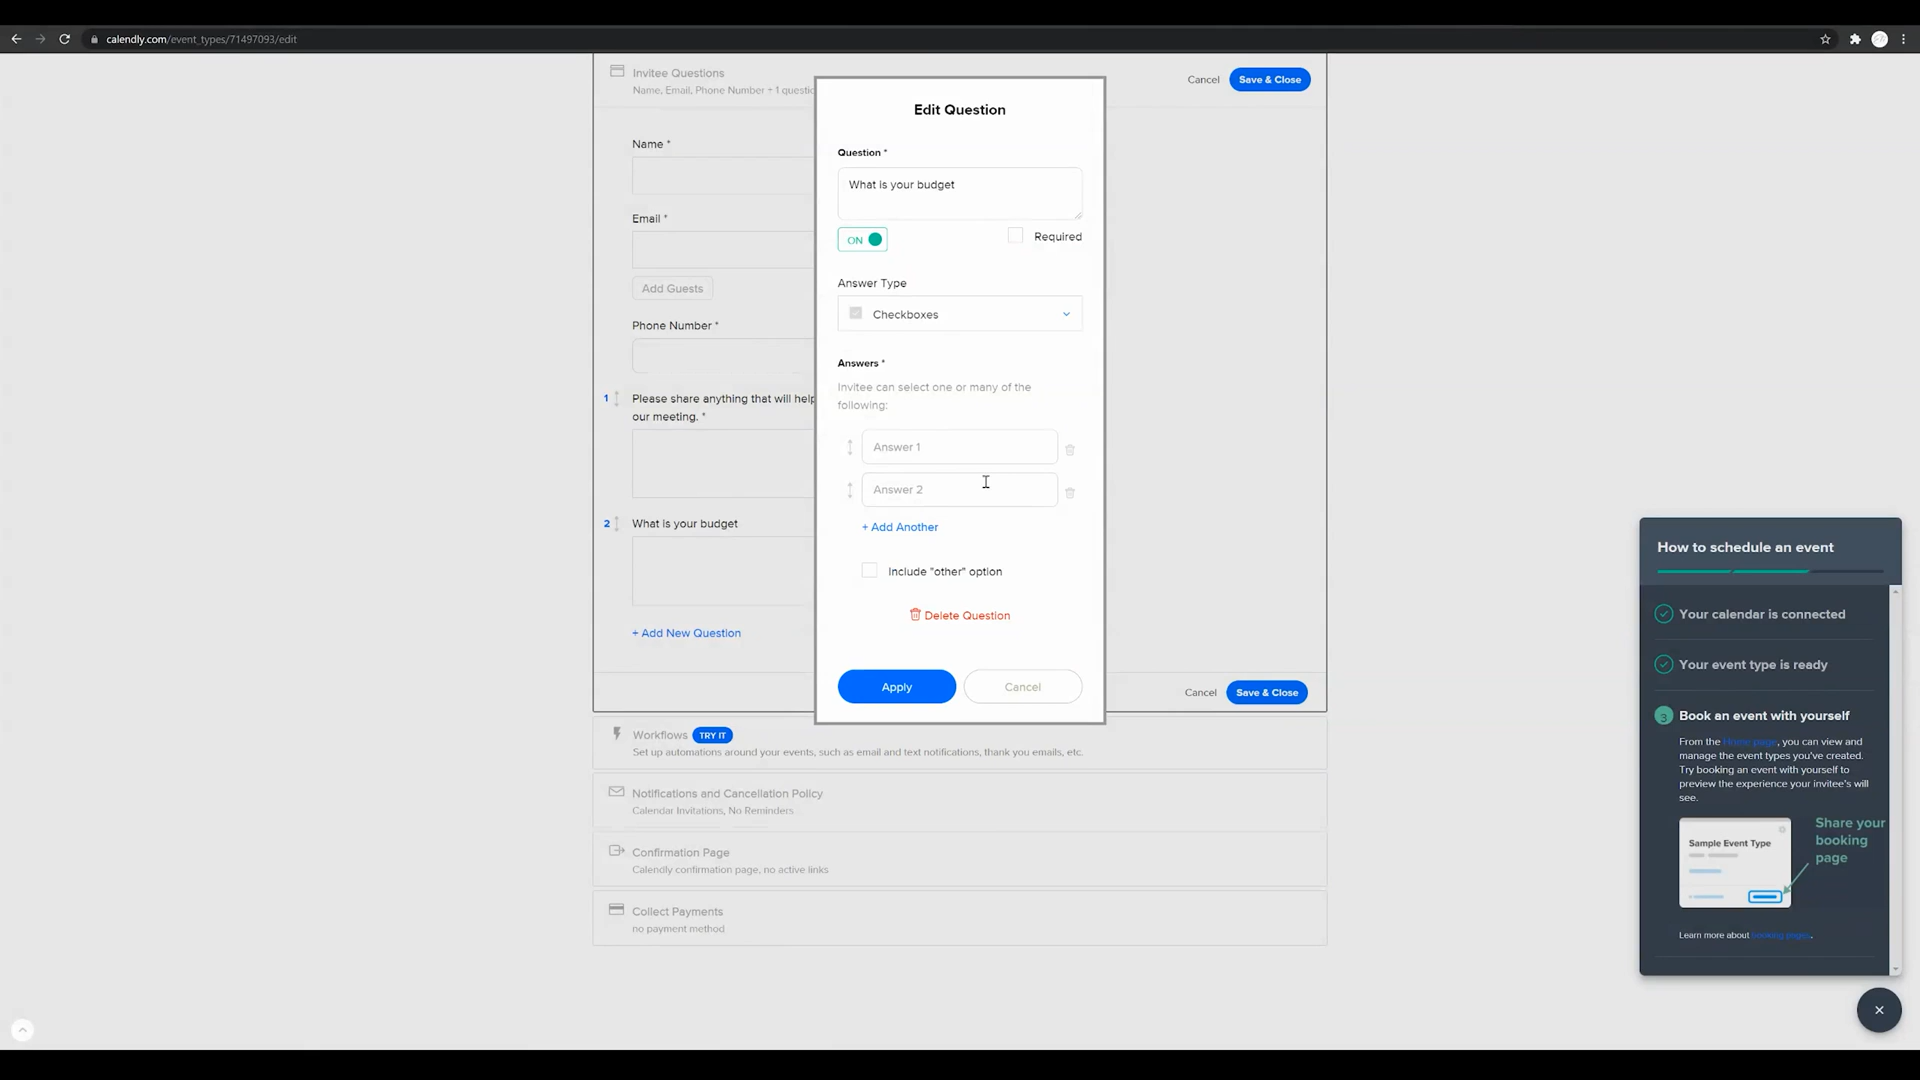 calendly.com/event_types/71497093/edit
Invitee Questions
Name, Email, Phone Number + 1 questic
Cancel
Save & Close
Name *
Email *
Add Guests
Phone Number *
1
Please share anything that will help
our meeting. *
2
What is your budget
+ Add New Question
Cancel
Save & Close
Edit Question
Question *
What is your budget
ON
Required
Answer Type
Checkboxes
Answers *
Invitee can select one or many of the
following:
Answer 1
Answer 2
+ Add Another
Include "other" option
Delete Question
Apply
Cancel
Workflows TRY IT
Set up automations around your events, such as email and text notifications, thank you emails, etc.
Notifications and Cancellation Policy
Calendar Invitations, No Reminders
Confirmation Page
Calendly confirmation page, no active links
Collect Payments
no payment method
How to schedule an event
Your calendar is connected
Your event type is ready
3
Book an event with yourself
From the Home page, you can view and
manage the event types you've created.
Try booking an event with yourself to
preview the experience your invitee's will
see.
Sample Event Type
Share your
booking
page
Learn more about booking pages.